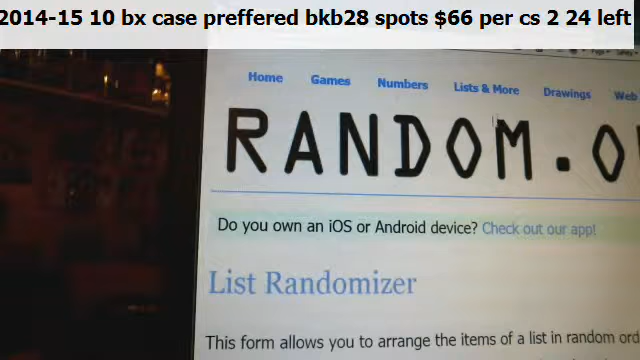 2014-15 10 bx case preffered bkb28 spots $66 per cs 2 24 left
Home Games Numbers Lists & More Drawings Web
RANDOM.O
Do you own an iOS or Android device? Check out our app!
List Randomizer
This form allows you to arrange the items of a list in random ord